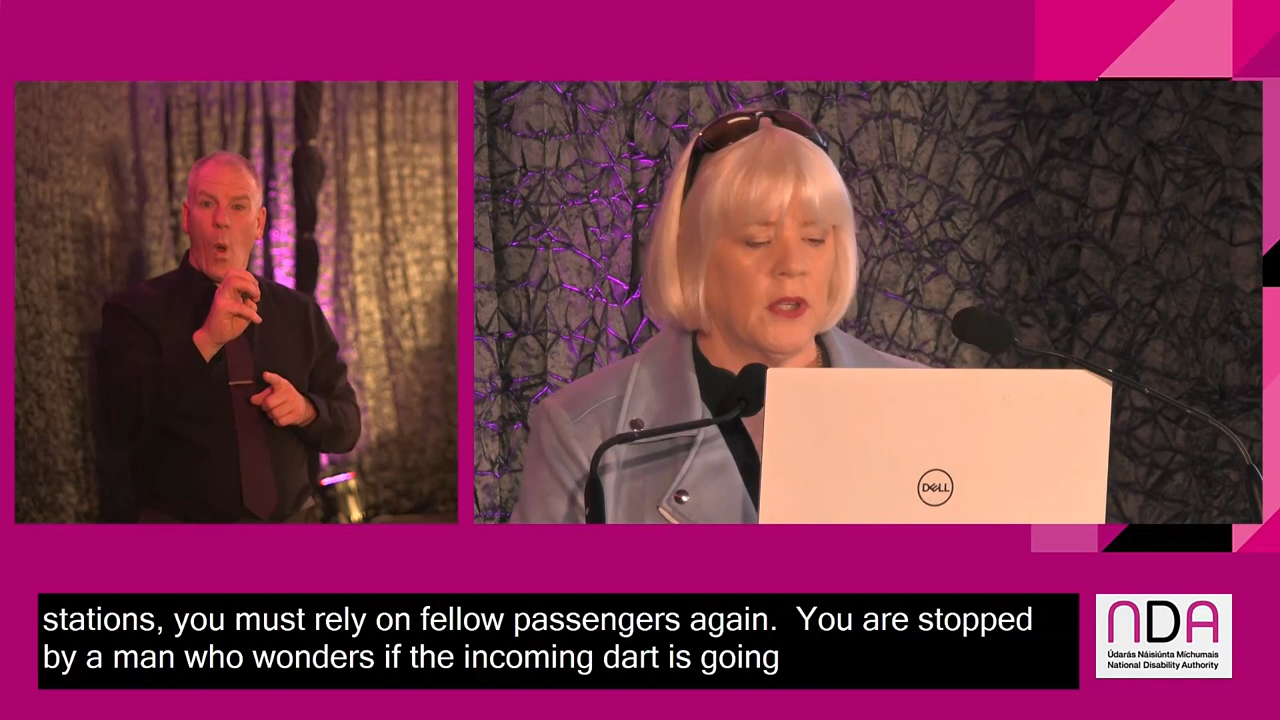 DELL
stations, you must rely on fellow passengers again.  You are stopped
by a man who wonders if the incoming dart is going
NDA
Údarás Náisiúnta Míchumais
National Disability Authority